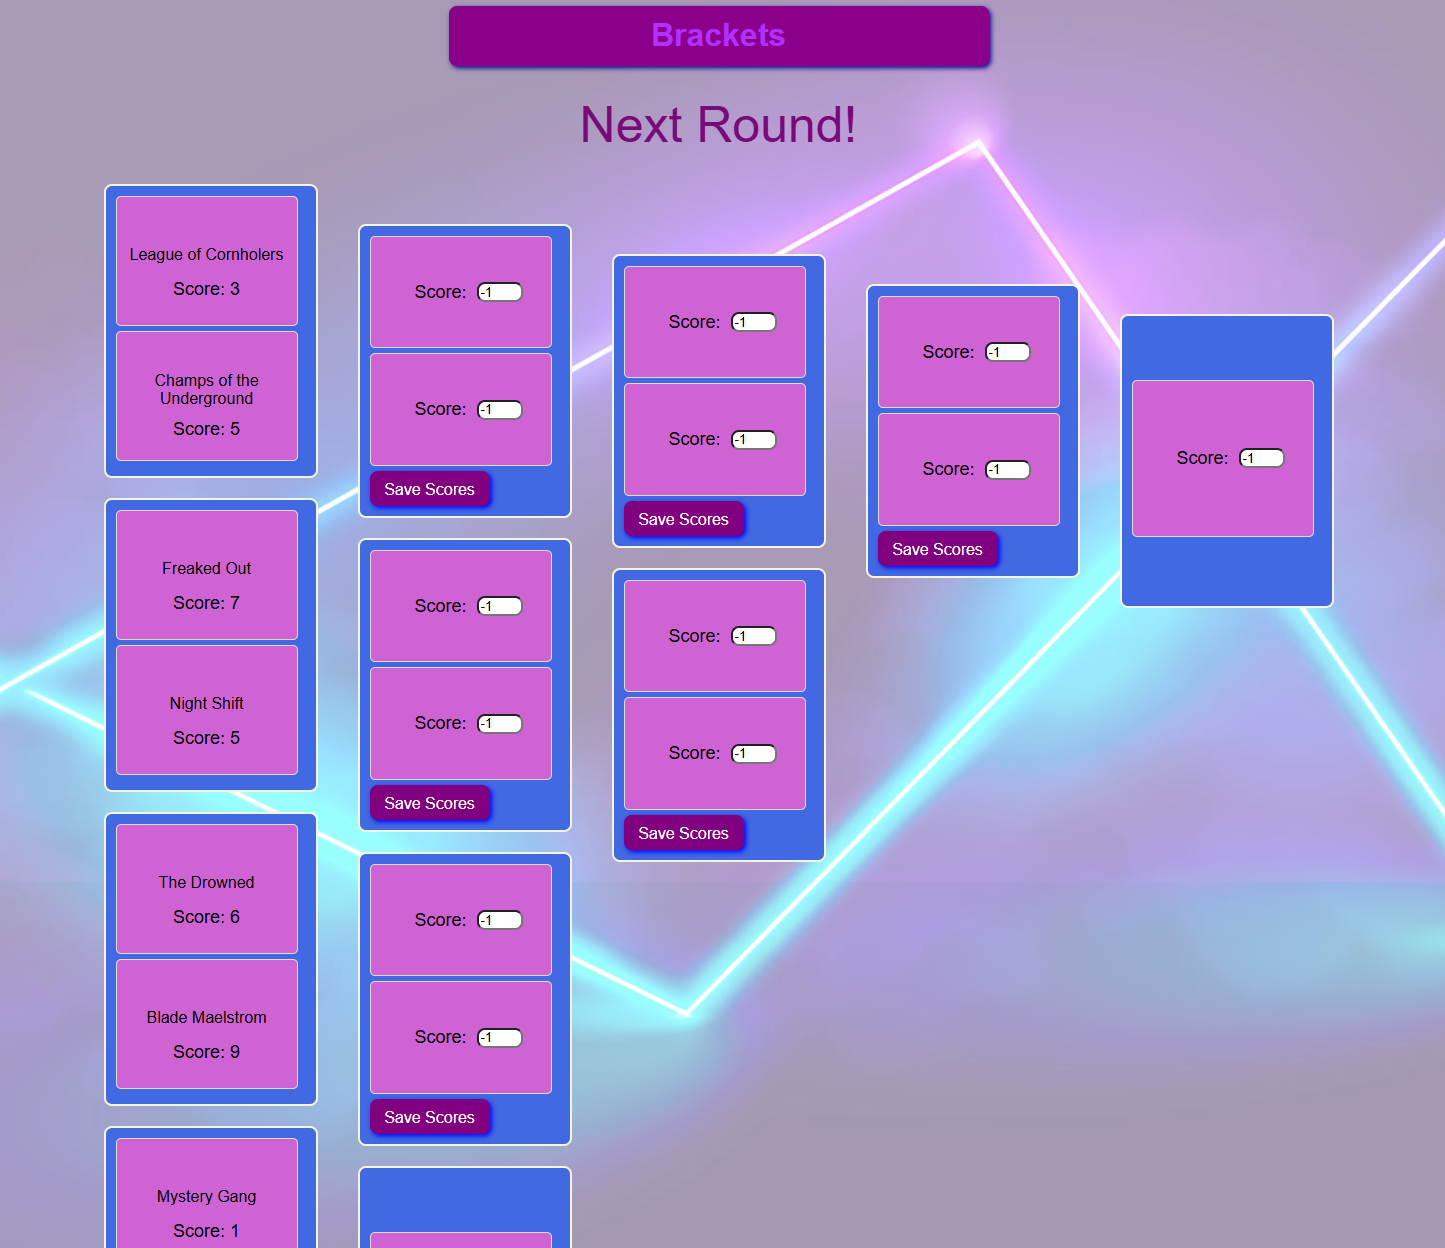 Brackets
Next Round!
League of Cornholers
Score: 3
Champs of the
Underground
Score: 5
Freaked Out
Score: 7
Night Shift
Score: 5
The Drowned
Score: 6
Blade Maelstrom
Score: 9
Mystery Gang
Score: 1
Score: -1
Score: -1
Save Scores
Score: -1
Score: -1
Save Scores
Score: -1
Score: -1
Save Scores
Score: -1
Score: -1
Save Scores
Score: -1
Score: -1
Save Scores
Score: -1
Score: -1
Save Scores
Score: -1